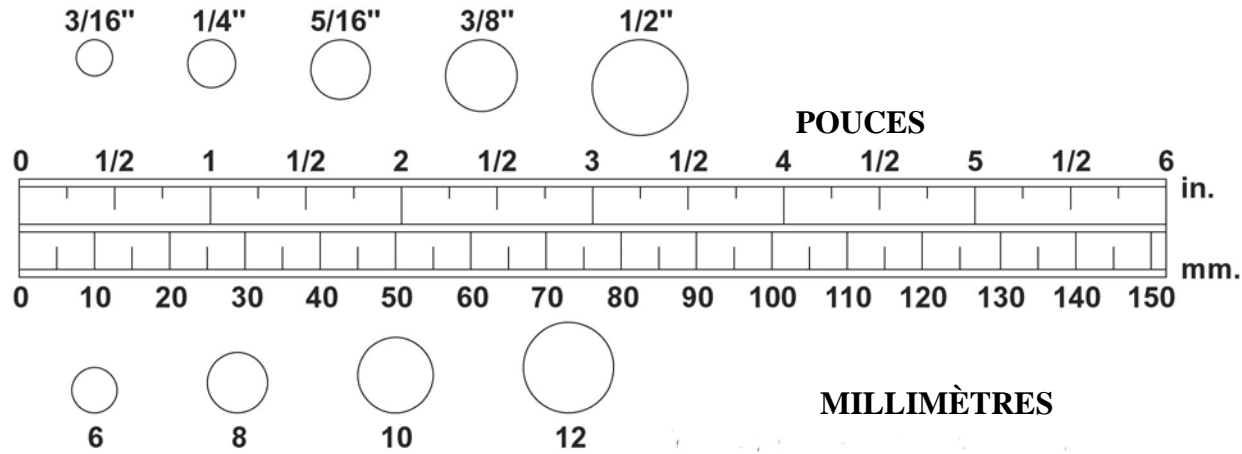 3/16" 1/4" 5/16" 3/8" 1/2"
POUCES
0 1/2 1 1/2 2 1/2 3 1/2 4 1/2 5 1/2 6
in.
mm.
0 10 20 30 40 50 60 70 80 90 100 110 120 130 140 150
MILLIMÈTRES
6 8 10 12